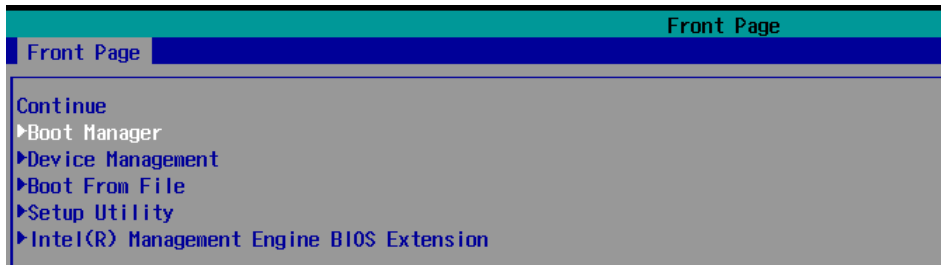 Front Page
Front Page
Continue
▶Boot Manager
▶Device Management
▶Boot From File
▶Setup Utility
▶Intel(R) Management Engine BIOS Extension